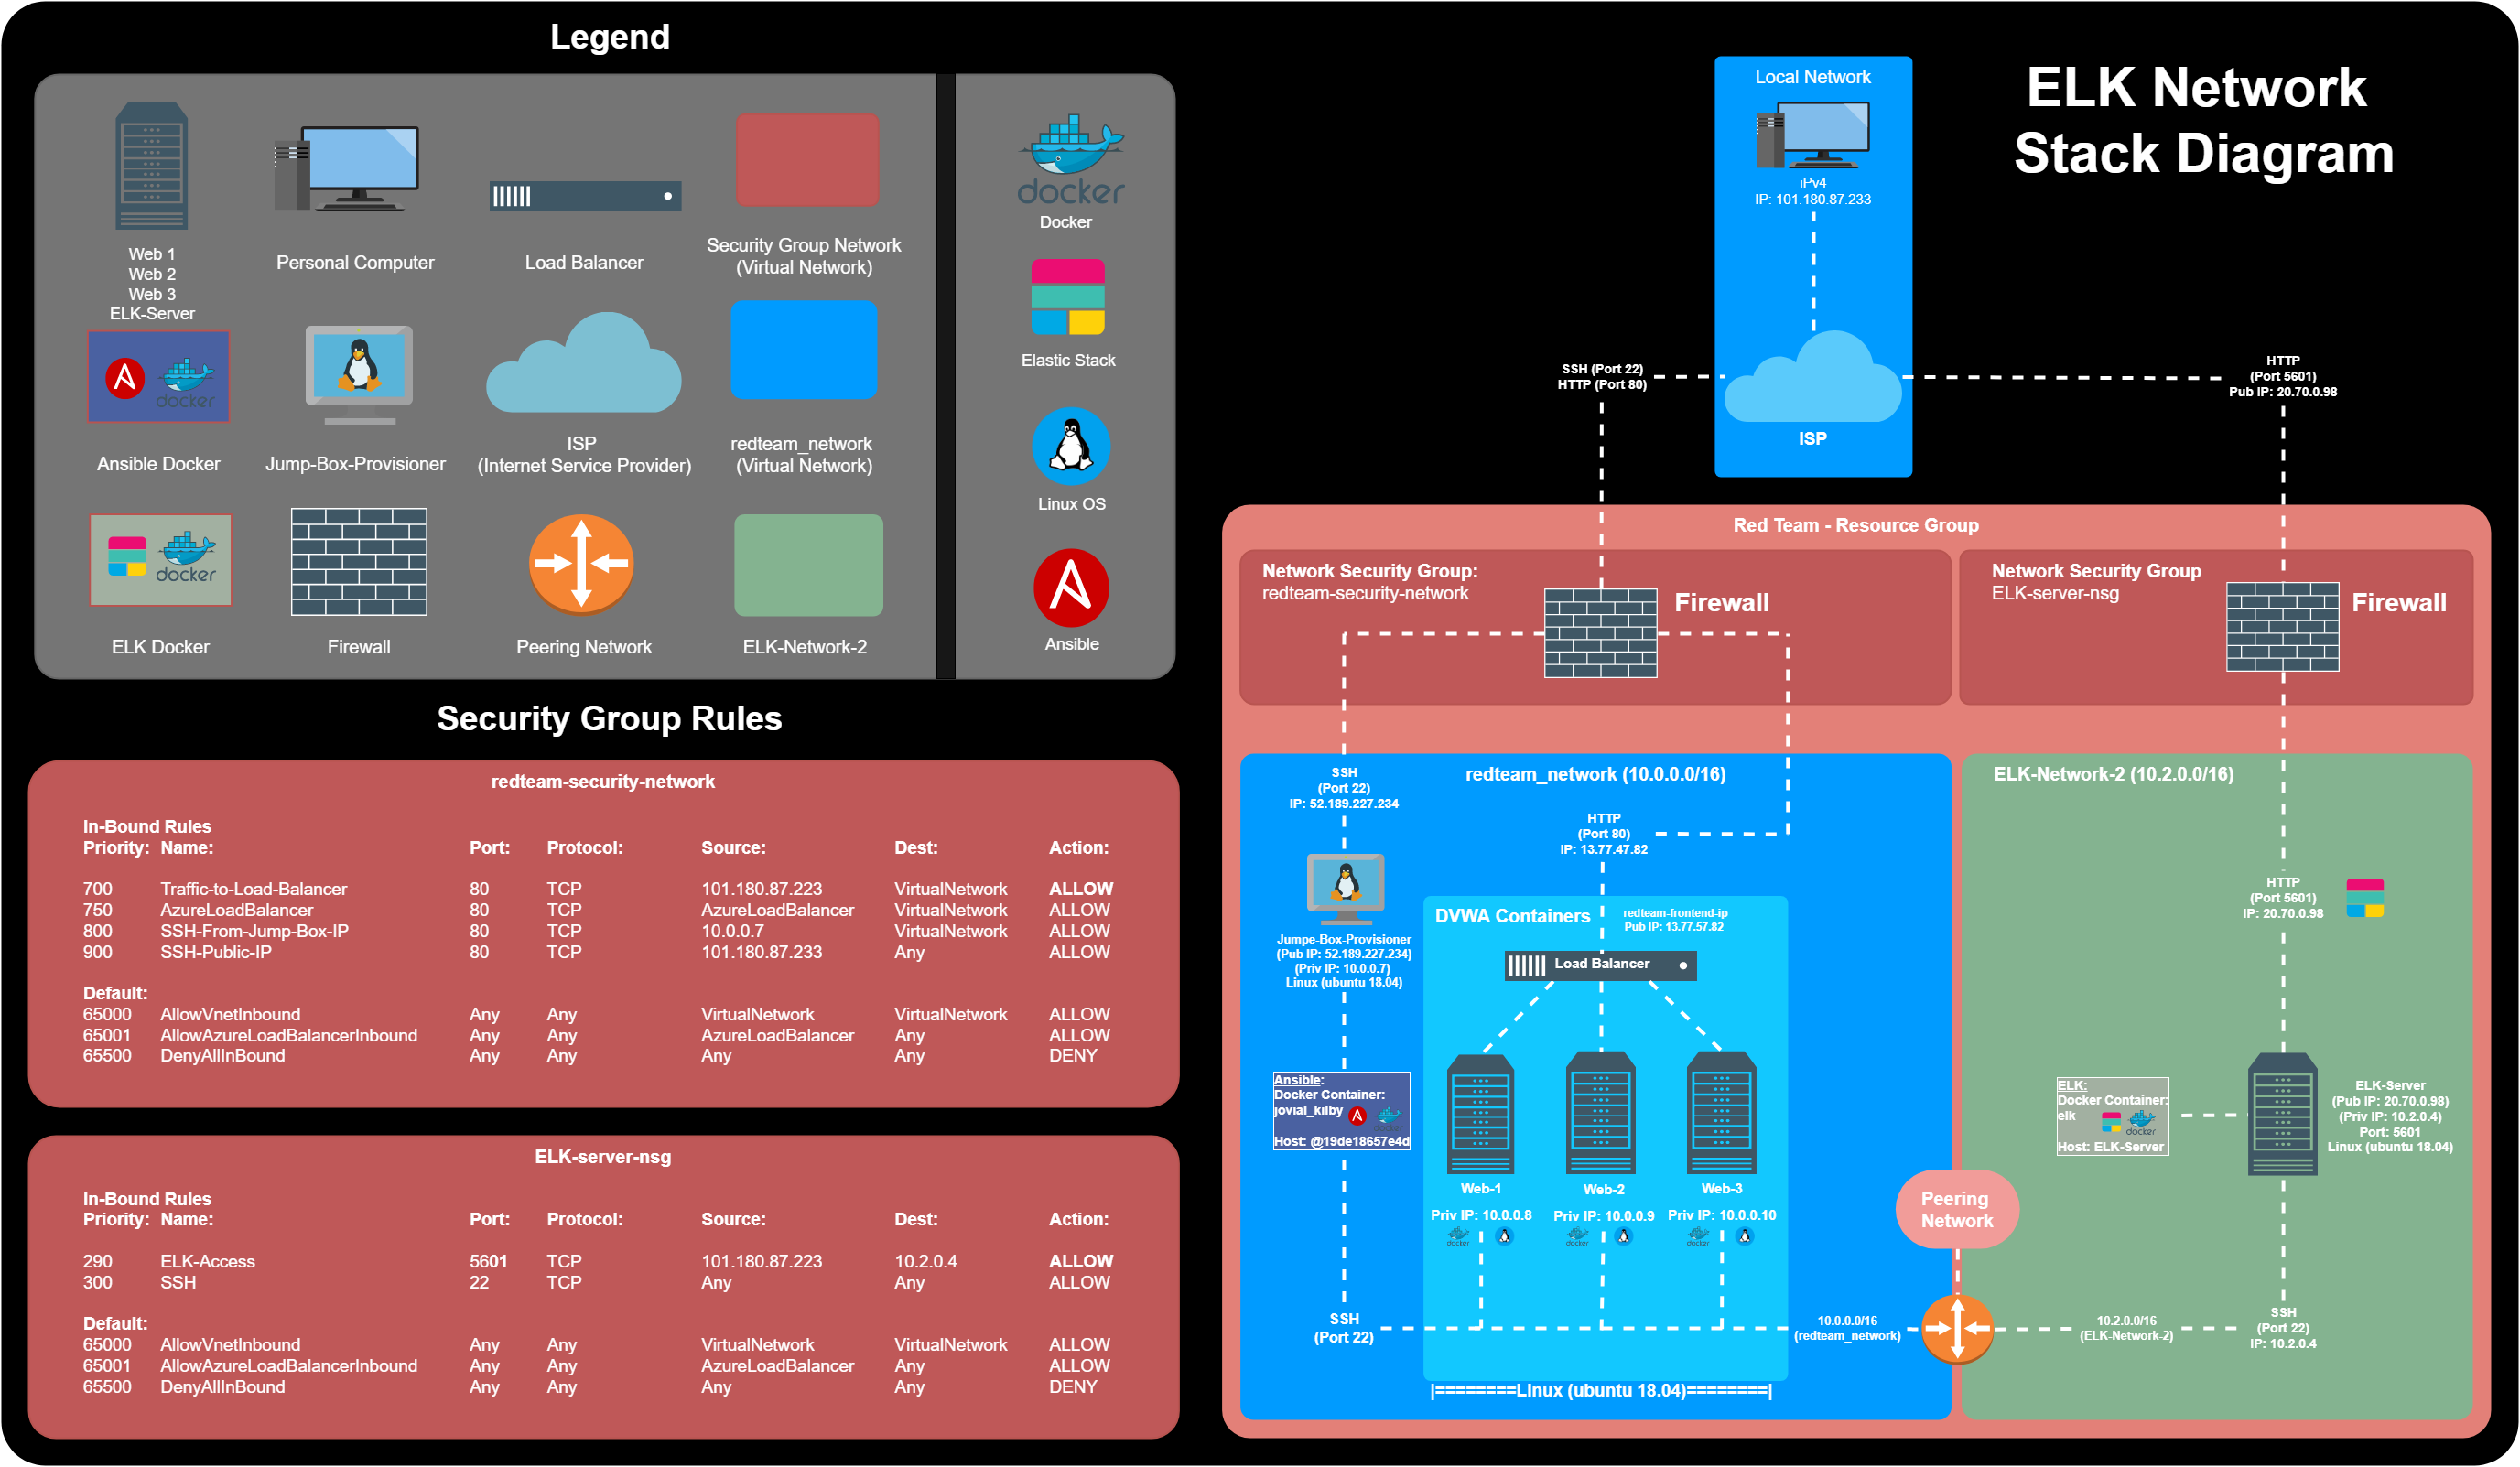 Legend
Web 1
Web 2
Web 3
ELK-Server
Personal Computer
Load Balancer
Security Group Network
(Virtual Network)
docker
Docker
Elastic Stack
docker
Ansible Docker
Jump-Box-Provisioner
ISP
(Internet Service Provider)
redteam_network
(Virtual Network)
Linux OS
docker
ELK Docker
Firewall
Peering Network
ELK-Network-2
Ansible
Security Group Rules
redteam-security-network
In-Bound Rules
Priority: Name: Port: Protocol: Source: Dest: Action:
700 Traffic-to-Load-Balancer 80 TCP 101.180.87.223 VirtualNetwork ALLOW
750 AzureLoadBalancer 80 TCP AzureLoadBalancer VirtualNetwork ALLOW
800 SSH-From-Jump-Box-IP 80 TCP 10.0.0.7 VirtualNetwork ALLOW
900 SSH-Public-IP 80 TCP 101.180.87.233 Any ALLOW
Default:
65000 AllowVnetInbound Any Any VirtualNetwork VirtualNetwork ALLOW
65001 AllowAzureLoadBalancerInbound Any Any AzureLoadBalancer Any ALLOW
65500 DenyAllInBound Any Any Any Any DENY
ELK-server-nsg
In-Bound Rules
Priority: Name: Port: Protocol: Source: Dest: Action:
290 ELK-Access 5601 TCP 101.180.87.223 10.2.0.4 ALLOW
300 SSH 22 TCP Any Any ALLOW
Default:
65000 AllowVnetInbound Any Any VirtualNetwork VirtualNetwork ALLOW
65001 AllowAzureLoadBalancerInbound Any Any AzureLoadBalancer Any ALLOW
65500 DenyAllInBound Any Any Any Any DENY
ELK Network
Stack Diagram
Local Network
iPv4
IP: 101.180.87.233
ISP
SSH (Port 22)
HTTP (Port 80)
HTTP
(Port 5601)
Pub IP: 20.70.0.98
Red Team - Resource Group
Network Security Group:
redteam-security-network
Firewall
Network Security Group
ELK-server-nsg
Firewall
redteam_network (10.0.0.0/16)
SSH
(Port 22)
IP: 52.189.227.234
HTTP
(Port 80)
IP: 13.77.47.82
Jumpe-Box-Provisioner
(Pub IP: 52.189.227.234)
(Priv IP: 10.0.0.7)
Linux (ubuntu 18.04)
DVWA Containers
redteam-frontend-ip
Pub IP: 13.77.57.82
Load Balancer
Ansible:
Docker Container:
jovial_kilby
docker
Host: @19de18657e4d
Web-1
Priv IP: 10.0.0.8
docker
Web-2
Priv IP: 10.0.0.9
docker
Web-3
Priv IP: 10.0.0.10
docker
SSH
(Port 22)
10.0.0.0/16
(redteam_network)
|========Linux (ubuntu 18.04)========|
Peering
Network
ELK-Network-2 (10.2.0.0/16)
HTTP
(Port 5601)
IP: 20.70.0.98
ELK:
Docker Container:
elk
docker
Host: ELK-Server
ELK-Server
(Pub IP: 20.70.0.98)
(Priv IP: 10.2.0.4)
Port: 5601
Linux (ubuntu 18.04)
10.2.0.0/16
(ELK-Network-2)
SSH
(Port 22)
IP: 10.2.0.4